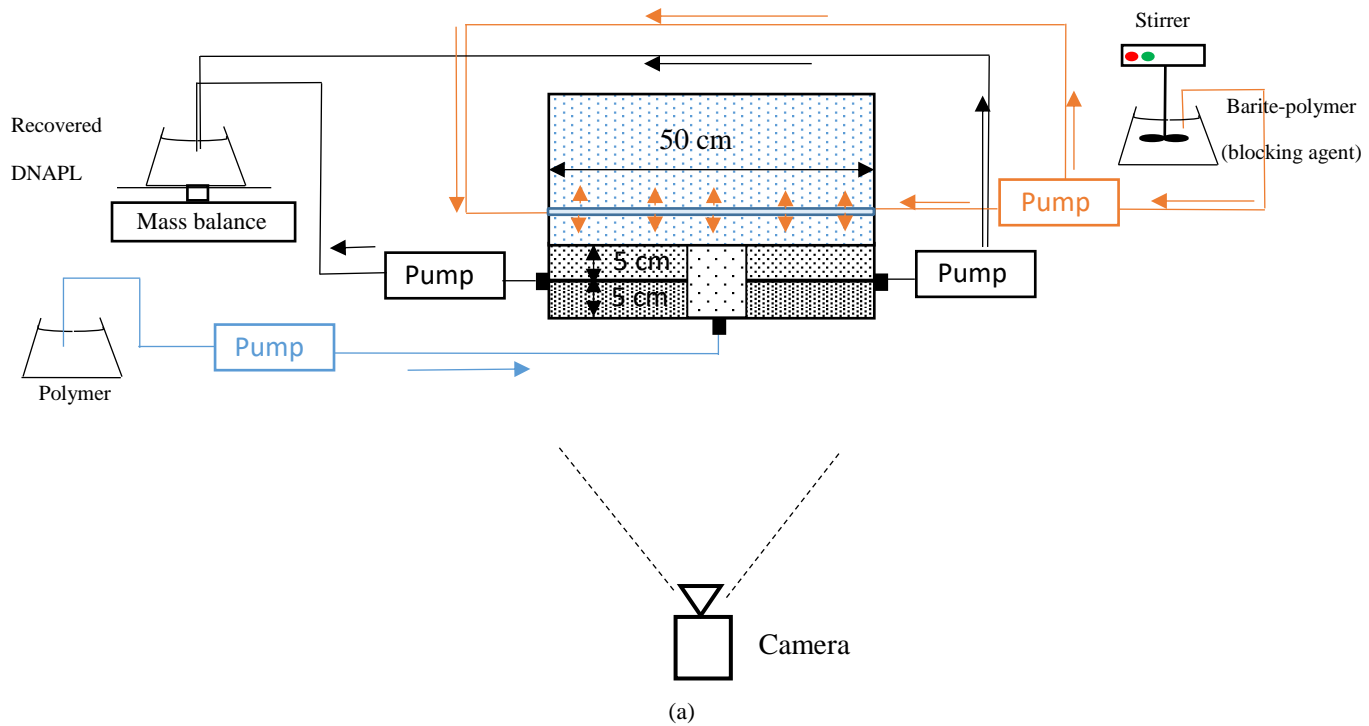 Stirrer
Recovered
DNAPL
Barite-polymer
(blocking agent)
50 cm
Mass balance
Pump
Pump
5 cm
Pump
5 cm
Pump
Polymer
Camera
(a)